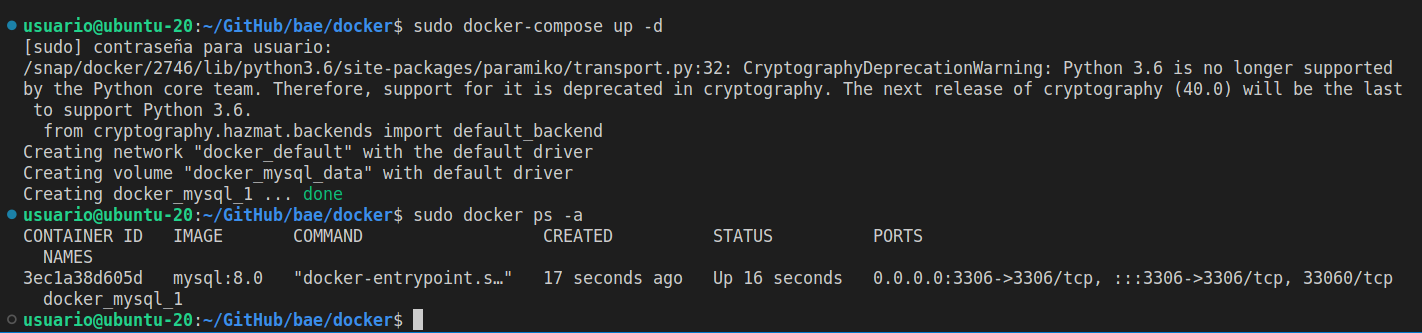 usuario@ubuntu-20:~/GitHub/bae/docker$ sudo docker-compose up -d
[sudo] contraseña para usuario:
/snap/docker/2746/lib/python3.6/site-packages/paramiko/transport.py:32: CryptographyDeprecationWarning: Python 3.6 is no longer supported
by the Python core team. Therefore, support for it is deprecated in cryptography. The next release of cryptography (40.0) will be the last
 to support Python 3.6.
  from cryptography.hazmat.backends import default_backend
Creating network "docker_default" with the default driver
Creating volume "docker_mysql_data" with default driver
Creating docker_mysql_1 ... done
usuario@ubuntu-20:~/GitHub/bae/docker$ sudo docker ps -a
CONTAINER ID   IMAGE       COMMAND                  CREATED          STATUS          PORTS
  NAMES
3ec1a38d605d   mysql:8.0   "docker-entrypoint.s…"   17 seconds ago   Up 16 seconds   0.0.0.0:3306->3306/tcp, :::3306->3306/tcp, 33060/tcp
  docker_mysql_1
usuario@ubuntu-20:~/GitHub/bae/docker$